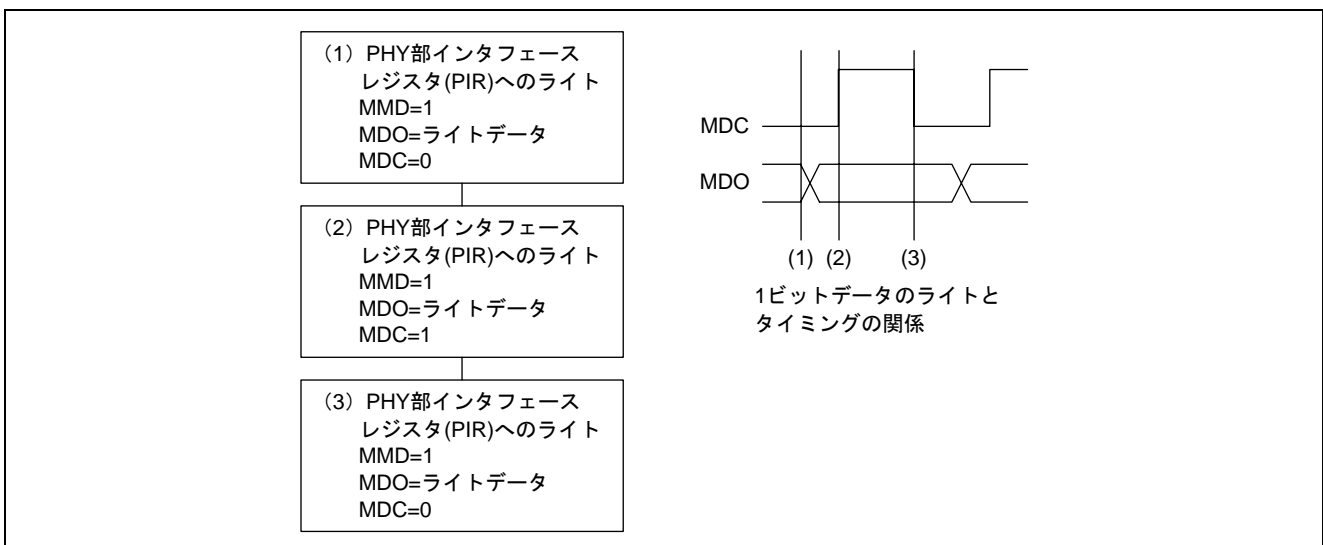 (1) PHY部インタフェース
レジスタ(PIR)へのライト
MMD=1
MDO=ライトデータ
MDC=0
(2) PHY部インタフェース
レジスタ(PIR)へのライト
MMD=1
MDO=ライトデータ
MDC=1
(3) PHY部インタフェース
レジスタ(PIR)へのライト
MMD=1
MDO=ライトデータ
MDC=0
MDC
MDO
(1) (2) (3)
1ビットデータのライトと
タイミングの関係